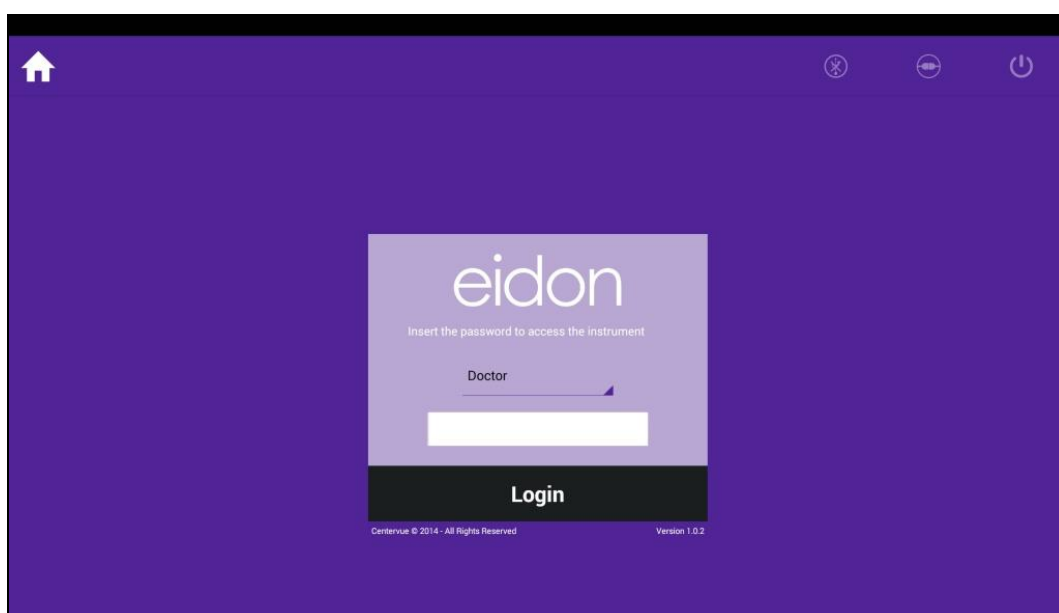 eidon
Insert the password to access the instrument
Doctor
Login
Centervue © 2014 - All Rights Reserved Version 1.0.2